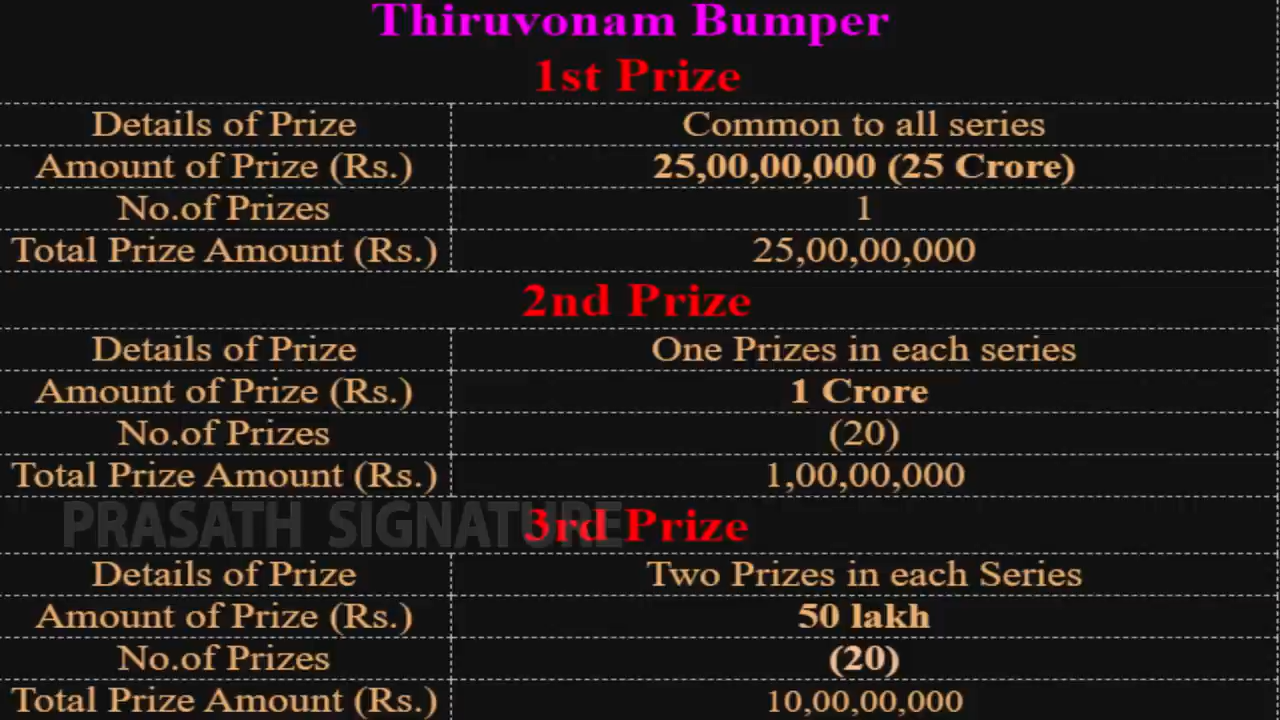 Thiruvonam Bumper
1st Prize
Details of Prize Common to all series
Amount of Prize (Rs.) 25,00,00,000 (25 Crore)
No.of Prizes 1
Total Prize Amount (Rs.) 25,00,00,000
2nd Prize
Details of Prize One Prizes in each series
Amount of Prize (Rs.) 1 Crore
No.of Prizes (20)
Total Prize Amount (Rs.) 1,00,00,000
PRASATH SIGNATURE
3rd Prize
Details of Prize Two Prizes in each Series
Amount of Prize (Rs.) 50 lakh
No.of Prizes (20)
Total Prize Amount (Rs.) 10,00,00,000